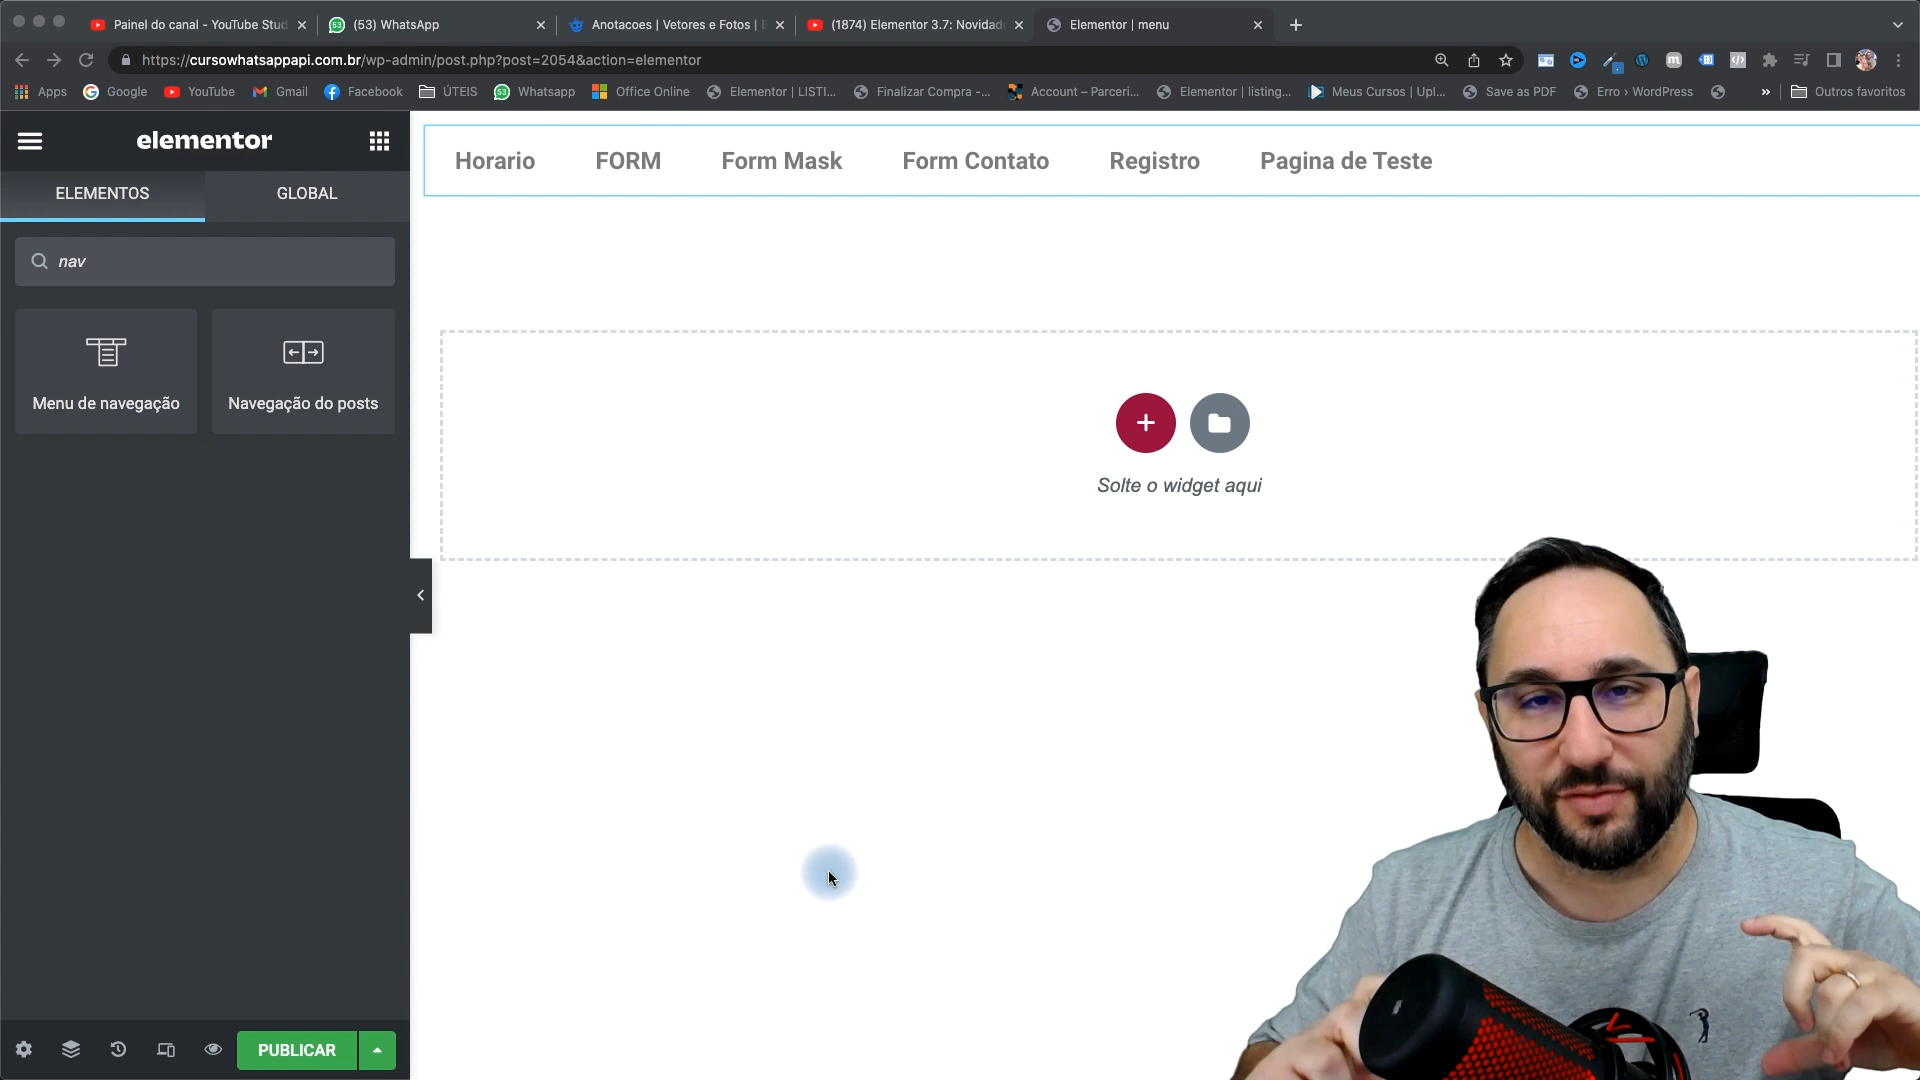 Painel do canal - YouTube Stud
(53) WhatsApp
Anotacoes | Vetores e Fotos | E
(1874) Elementor 3.7: Novidad
Elementor | menu
https://cursowhatsappapi.com.br/wp-admin/post.php?post=2054&action=elementor
Apps
Google
YouTube
Gmail
Facebook
ÚTEIS
53
Whatsapp
Office Online
Elementor | LISTI...
Finalizar Compra -...
Account – Parceri...
Elementor | listing...
Meus Cursos | Upl...
Save as PDF
Erro › WordPress
»
Outros favoritos
elementor
ELEMENTOS
GLOBAL
nav
Menu de navegação
Navegação do posts
Horario
FORM
Form Mask
Form Contato
Registro
Pagina de Teste
Solte o widget aqui
PUBLICAR